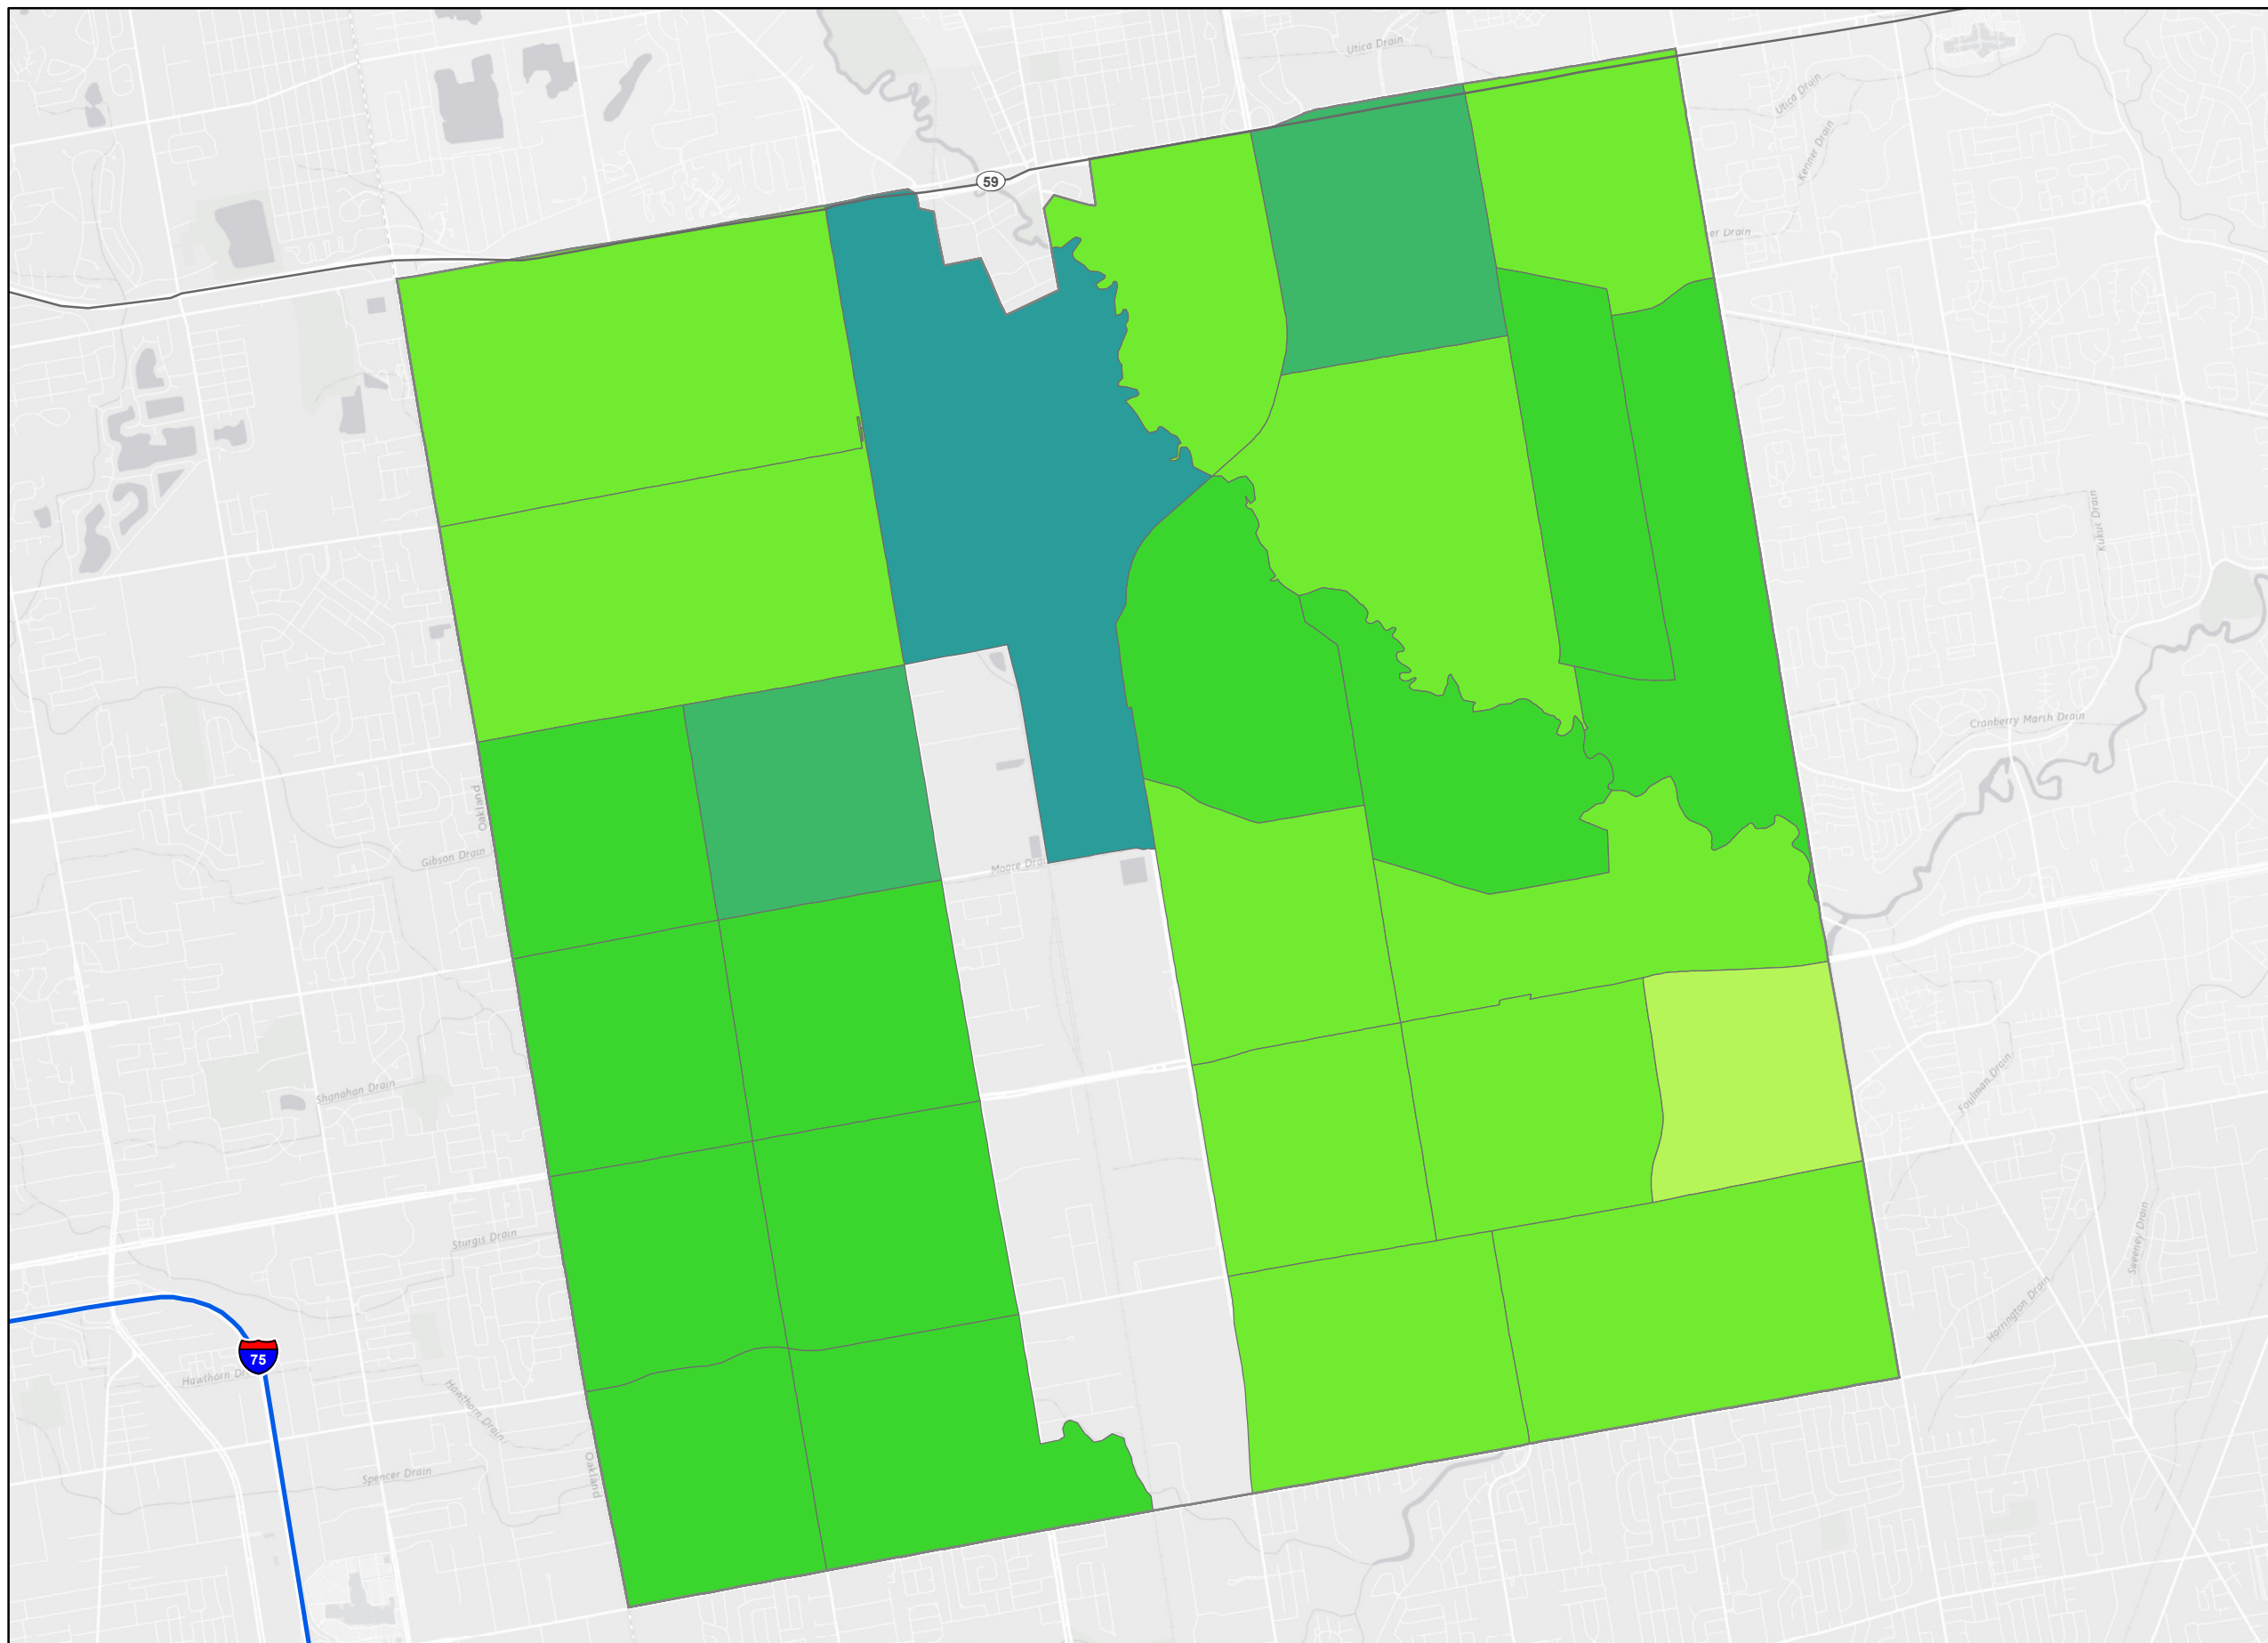 Utica Drain
Utica Drain
Kenner Drain
59
er Drain
Kukuk Drain
Cranberry Marsh Drain
Oakland
Gibson Drain
Moore Drain
Shanahan Drain
Foulman Drain
Sturgis Drain
Sweeney Drain
Harrington Drain
75
Hawthorn Dr
Hawthorn Drain
Oakland
Spencer Drain